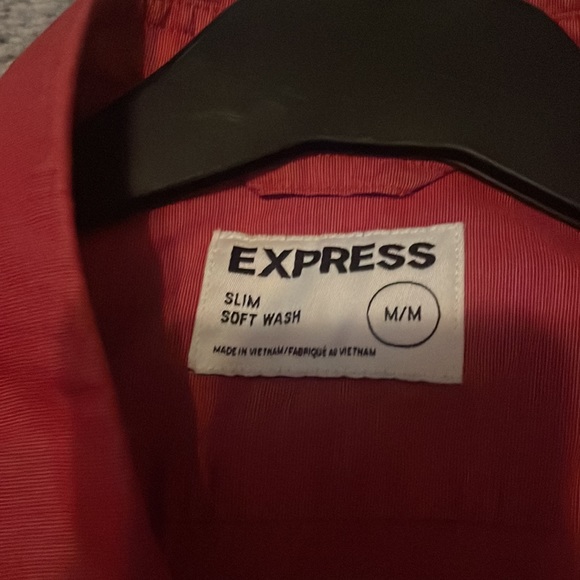 EXPRESS
SLIM
SOFT WASH
M/M
MADE IN VIETNAM/FABRIQUÉ AU VIETNAM